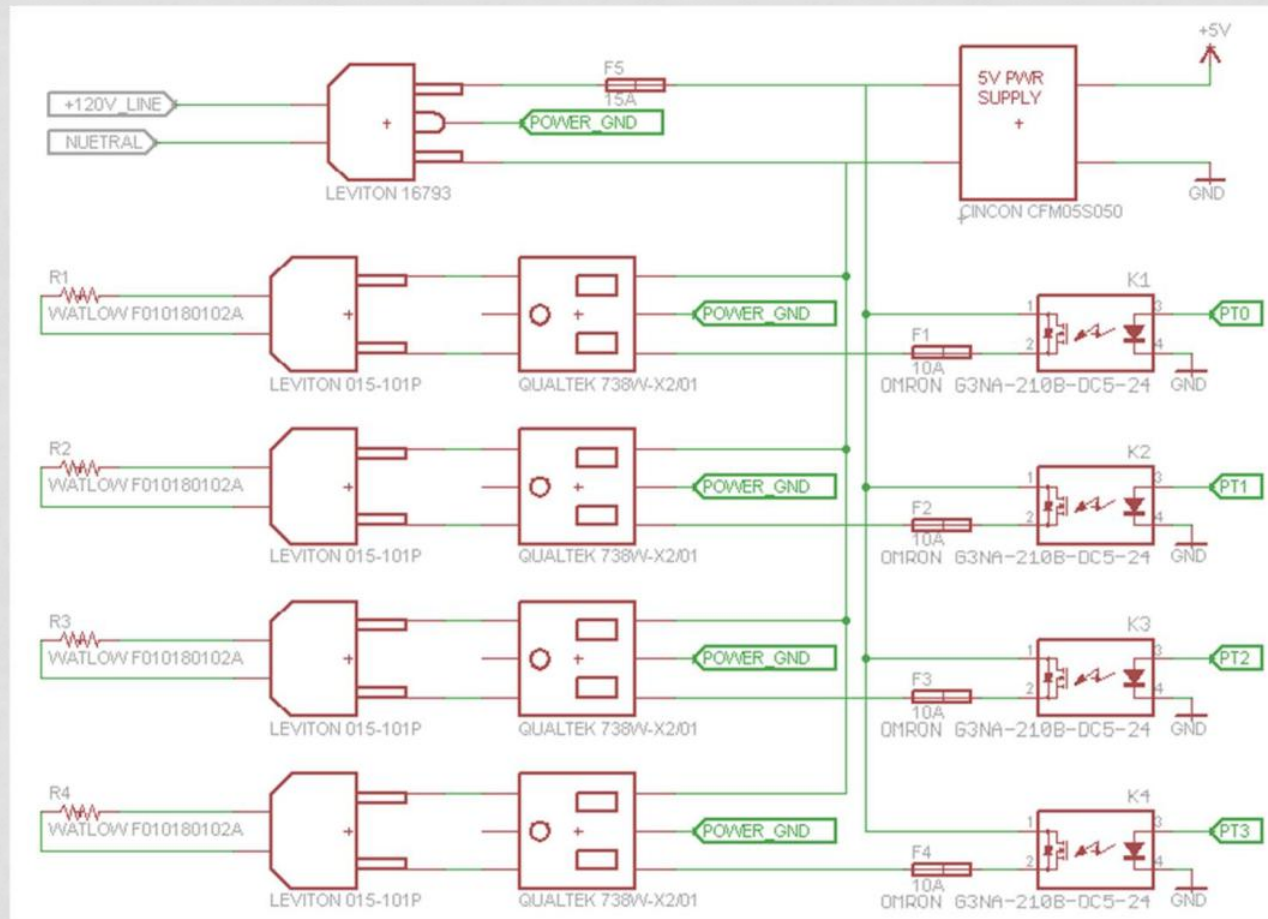 +120V_LINE
NUETRAL
LEVITON 16793
F5
15A
POWER_GND
5V PWR
SUPPLY
CINCON CFM05S050
+5V
GND
R1
WATLOW F010180102A
LEVITON 015-101P
QUALTEK 738W-X2/01
POWER_GND
F1
10A
K1
1
2
3
4
OMRON G3NA-210B-DC5-24
PT0
GND
R2
WATLOW F010180102A
LEVITON 015-101P
QUALTEK 738W-X2/01
POWER_GND
F2
10A
K2
1
2
3
4
OMRON G3NA-210B-DC5-24
PT1
GND
R3
WATLOW F010180102A
LEVITON 015-101P
QUALTEK 738W-X2/01
POWER_GND
F3
10A
K3
1
2
3
4
OMRON G3NA-210B-DC5-24
PT2
GND
R4
WATLOW F010180102A
LEVITON 015-101P
QUALTEK 738W-X2/01
POWER_GND
F4
10A
K4
1
2
3
4
OMRON G3NA-210B-DC5-24
PT3
GND